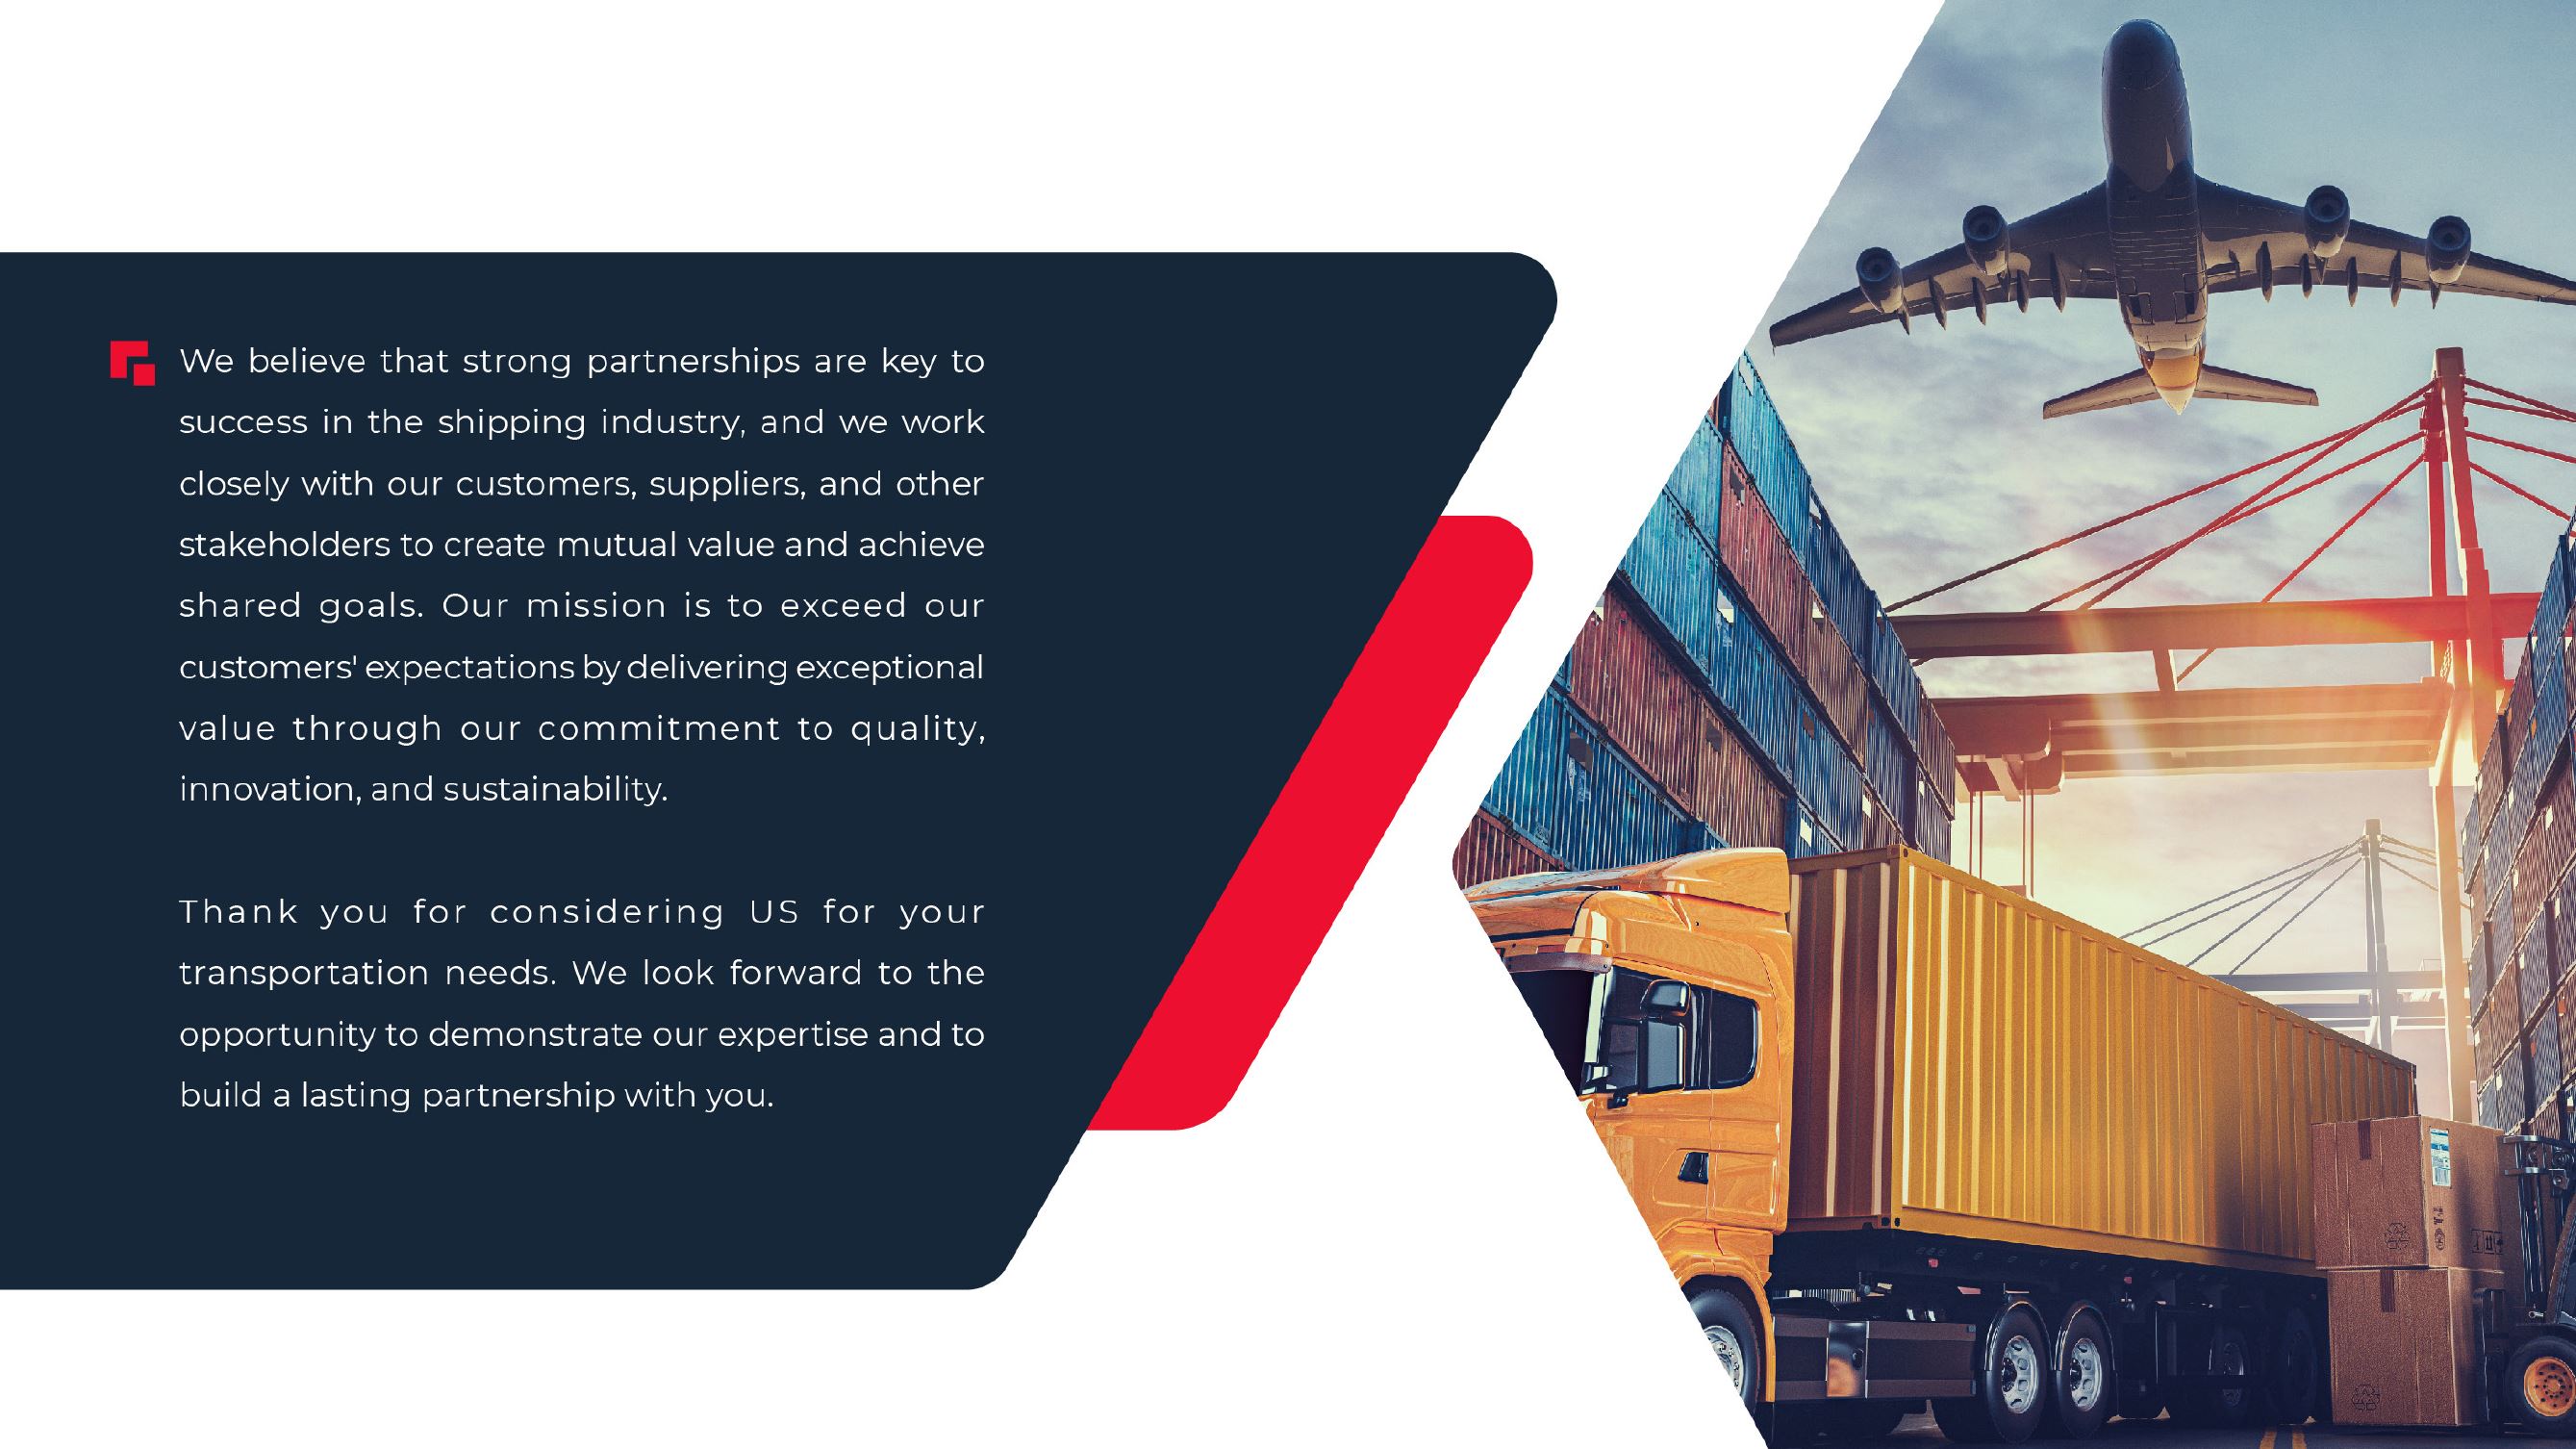 We believe that strong partnerships are key to
success in the shipping industry, and we work
closely with our customers, suppliers, and other
stakeholders to create mutual value and achieve
shared goals. Our mission is to exceed our
customers' expectations by delivering exceptional
value through our commitment to quality,
innovation, and sustainability.
Thank you for considering US for your
transportation needs. We look forward to the
opportunity to demonstrate our expertise and to
build a lasting partnership with you.